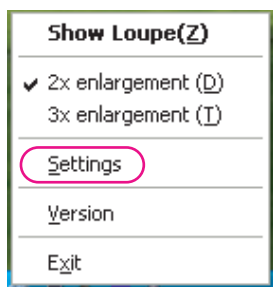 Show Loupe(Z)
2x enlargement (D)
3x enlargement (T)
Settings
Version
Exit